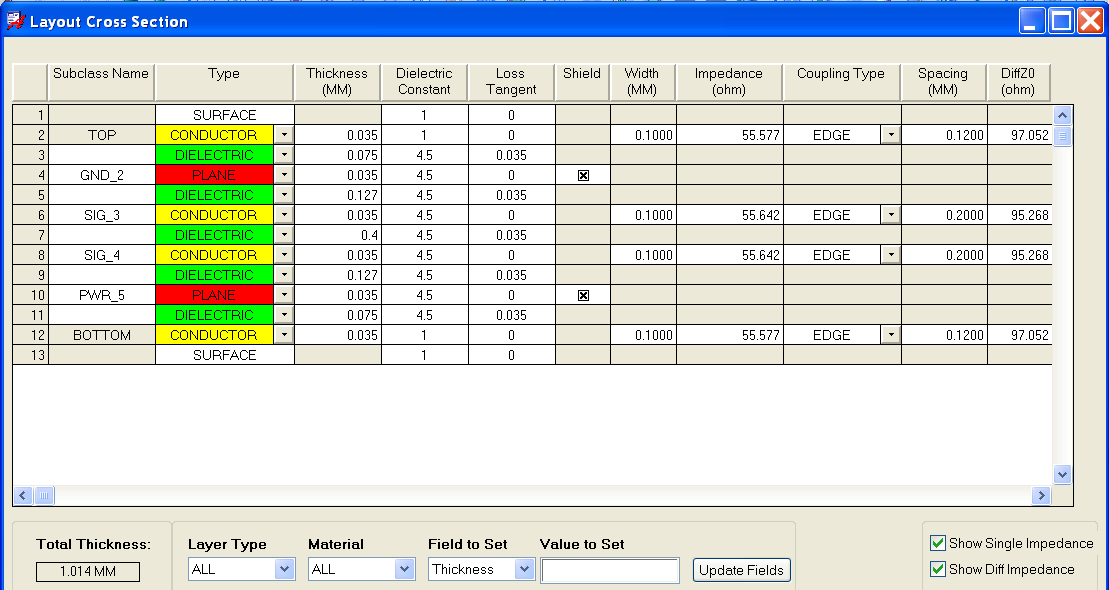 Layout Cross Section
Subclass Name Type Thickness (MM) Dielectric Constant Loss Tangent Shield Width (MM) Impedance (ohm) Coupling Type Spacing (MM) DiffZ0 (ohm)
1 SURFACE 1 0
2 TOP CONDUCTOR 0.035 1 0 0.1000 55.577 EDGE 0.1200 97.052
3 DIELECTRIC 0.075 4.5 0.035
4 GND_2 PLANE 0.035 4.5 0
5 DIELECTRIC 0.127 4.5 0.035
6 SIG_3 CONDUCTOR 0.035 4.5 0 0.1000 55.642 EDGE 0.2000 95.268
7 DIELECTRIC 0.4 4.5 0.035
8 SIG_4 CONDUCTOR 0.035 4.5 0 0.1000 55.642 EDGE 0.2000 95.268
9 DIELECTRIC 0.127 4.5 0.035
10 PWR_5 PLANE 0.035 4.5 0
11 DIELECTRIC 0.075 4.5 0.035
12 BOTTOM CONDUCTOR 0.035 1 0 0.1000 55.577 EDGE 0.1200 97.052
13 SURFACE 1 0
Total Thickness: Layer Type Material Field to Set Value to Set Show Single Impedance
1.014 MM ALL ALL Thickness Update Fields Show Diff Impedance